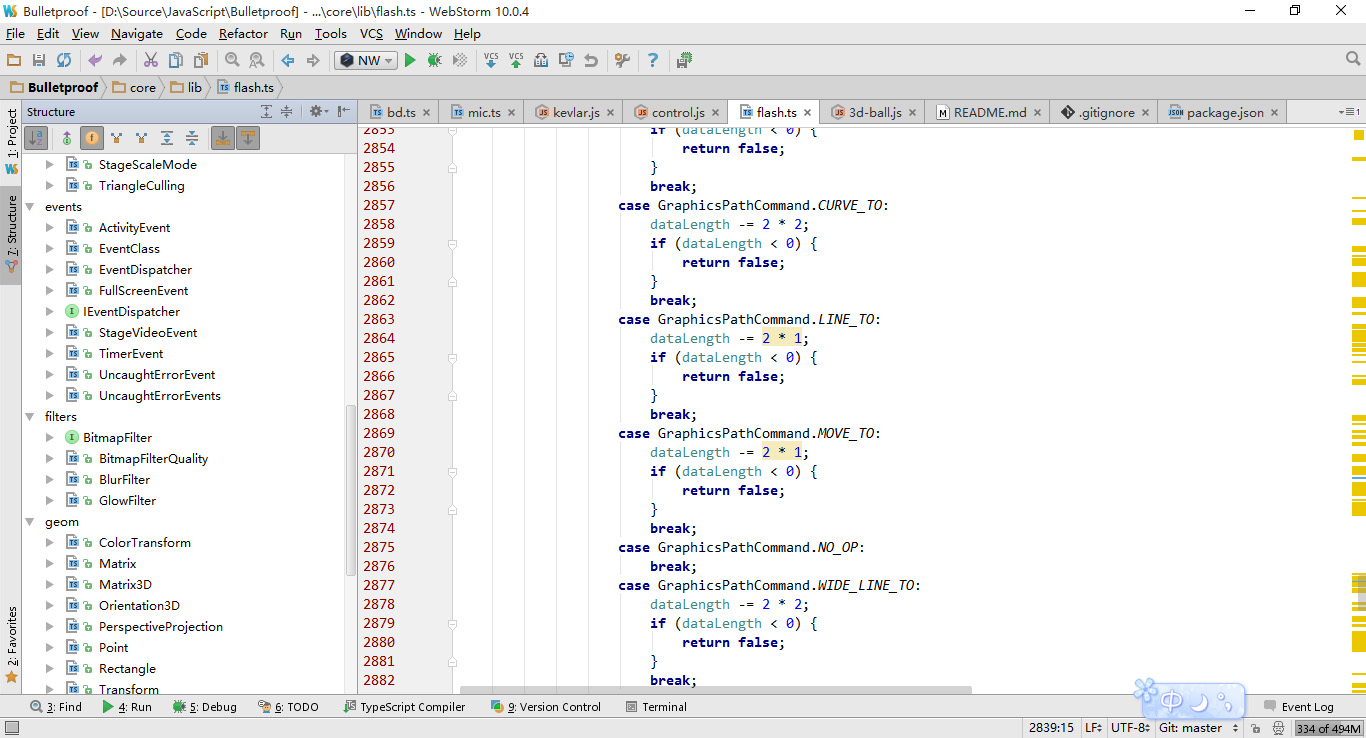 Bulletproof - [D:\Source\JavaScript\Bulletproof] - ...\core\lib\flash.ts - WebStorm 10.0.4
File Edit View Navigate Code Refactor Run Tools VCS Window Help
NW
Bulletproof core lib flash.ts
Structure
bd.ts mic.ts kevlar.js control.js flash.ts 3d-ball.js README.md .gitignore package.json
1: Project
7: Structure
2: Favorites
StageScaleMode
TriangleCulling
events
ActivityEvent
EventClass
EventDispatcher
FullScreenEvent
IEventDispatcher
StageVideoEvent
TimerEvent
UncaughtErrorEvent
UncaughtErrorEvents
filters
BitmapFilter
BitmapFilterQuality
BlurFilter
GlowFilter
geom
ColorTransform
Matrix
Matrix3D
Orientation3D
PerspectiveProjection
Point
Rectangle
Transform
2853 if (dataLength < 0) {
2854 return false;
2855 }
2856 break;
2857 case GraphicsPathCommand.CURVE_TO:
2858 dataLength -= 2 * 2;
2859 if (dataLength < 0) {
2860 return false;
2861 }
2862 break;
2863 case GraphicsPathCommand.LINE_TO:
2864 dataLength -= 2 * 1;
2865 if (dataLength < 0) {
2866 return false;
2867 }
2868 break;
2869 case GraphicsPathCommand.MOVE_TO:
2870 dataLength -= 2 * 1;
2871 if (dataLength < 0) {
2872 return false;
2873 }
2874 break;
2875 case GraphicsPathCommand.NO_OP:
2876 break;
2877 case GraphicsPathCommand.WIDE_LINE_TO:
2878 dataLength -= 2 * 2;
2879 if (dataLength < 0) {
2880 return false;
2881 }
2882 break;
3: Find 4: Run 5: Debug 6: TODO TypeScript Compiler 9: Version Control Terminal 中 Event Log
2839:15 LF UTF-8 Git: master 334 of 494M